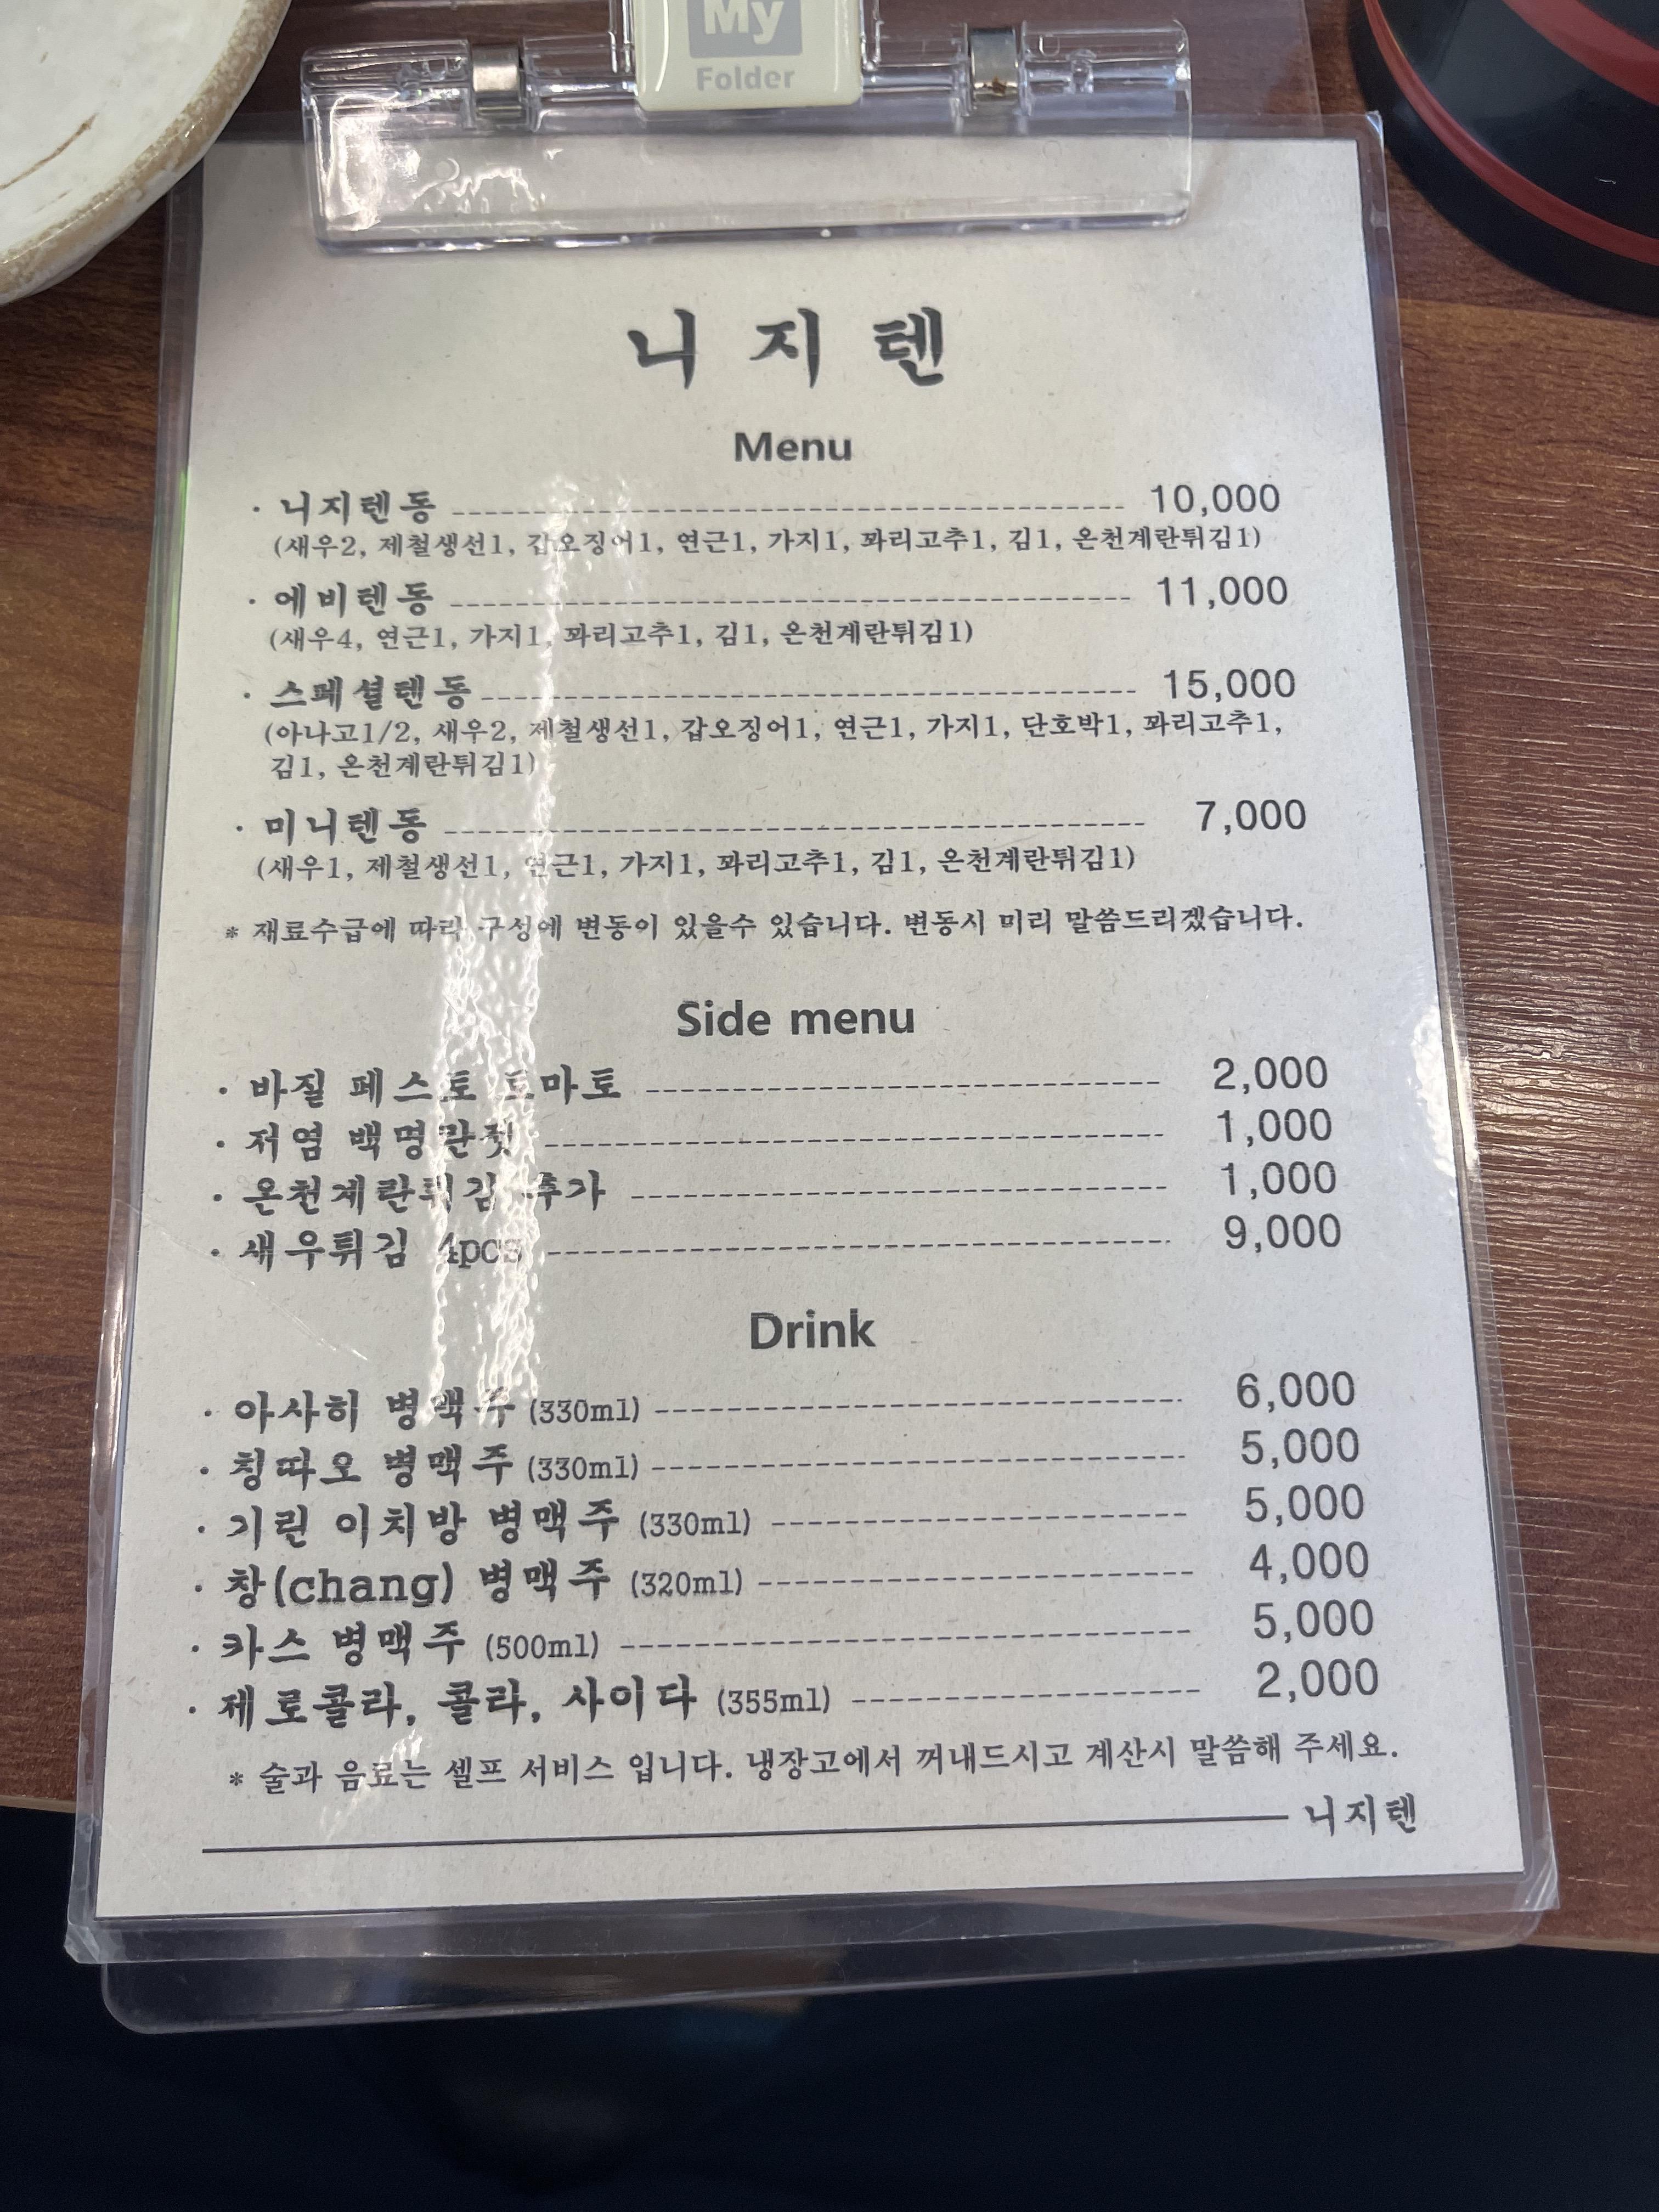 My
Folder
니지텐
Menu
· 니지텐동 10,000
(새우2, 제철생선1, 갑오징어1, 연근1, 가지1, 꽈리고추1, 김1, 온천계란튀김1)
· 에비텐동 11,000
(새우4, 연근1, 가지1, 꽈리고추1, 김1, 온천계란튀김1)
· 스페셜텐동 15,000
(아나고1/2, 새우2, 제철생선1, 갑오징어1, 연근1, 가지1, 단호박1, 꽈리고추1,
김1, 온천계란튀김1)
· 미니텐동 7,000
(새우1, 제철생선1, 연근1, 가지1, 꽈리고추1, 김1, 온천계란튀김1)
* 재료수급에 따라 구성에 변동이 있을수 있습니다. 변동시 미리 말씀드리겠습니다.
Side menu
· 바질 페스토 토마토 2,000
· 저염 백명란젓 1,000
· 온천계란튀김 추가 1,000
· 새우튀김 4pcs 9,000
Drink
· 아사히 병맥주 (330ml) 6,000
· 칭따오 병맥주 (330ml) 5,000
· 기린 이치방 병맥주 (330ml) 5,000
· 창(chang) 병맥주 (320ml) 4,000
· 카스 병맥주 (500ml) 5,000
· 제로콜라, 콜라, 사이다 (355ml) 2,000
* 술과 음료는 셀프 서비스 입니다. 냉장고에서 꺼내드시고 계산시 말씀해 주세요.
니지텐